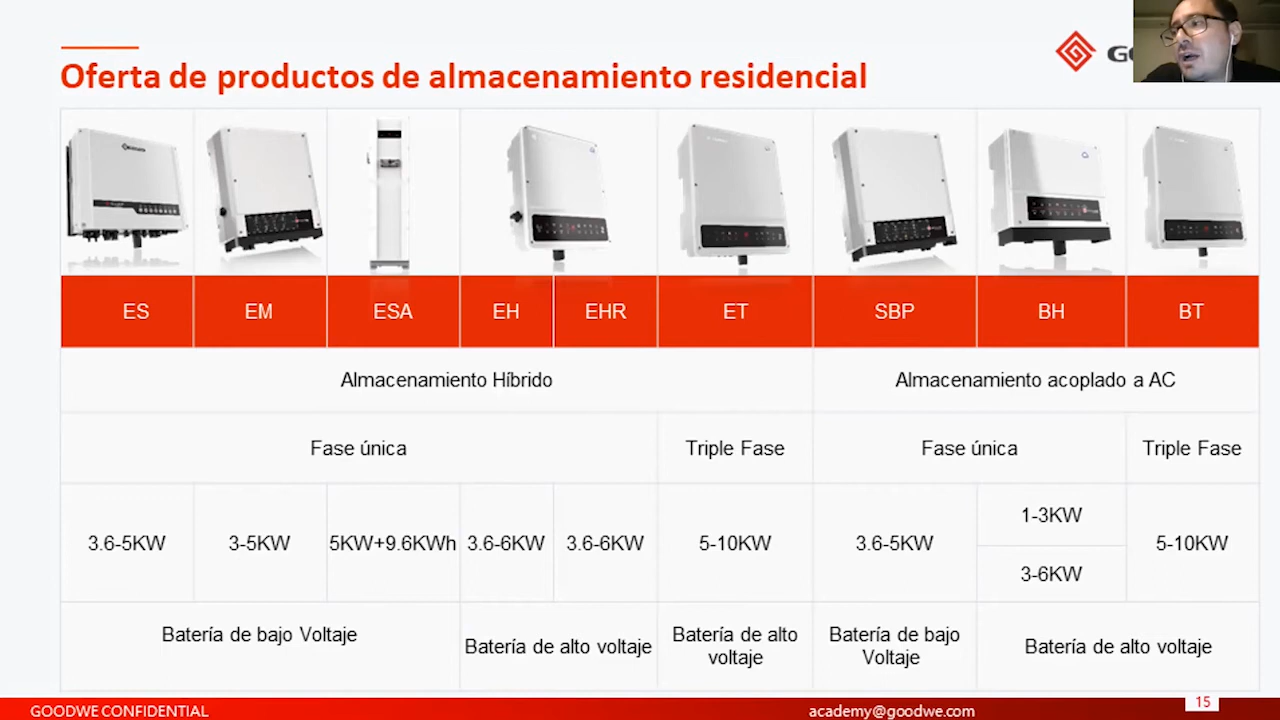 Oferta de productos de almacenamiento residencial
ES EM ESA EH EHR ET SBP BH BT
Almacenamiento Híbrido Almacenamiento acoplado a AC
Fase única Triple Fase Fase única Triple Fase
3.6-5KW 3-5KW 5KW+9.6KWh 3.6-6KW 3.6-6KW 5-10KW 3.6-5KW 1-3KW 5-10KW
3-6KW
Batería de bajo Voltaje Batería de alto voltaje Batería de alto Batería de bajo Batería de alto voltaje
voltaje Voltaje
GOODWE CONFIDENTIAL academy@goodwe.com 15